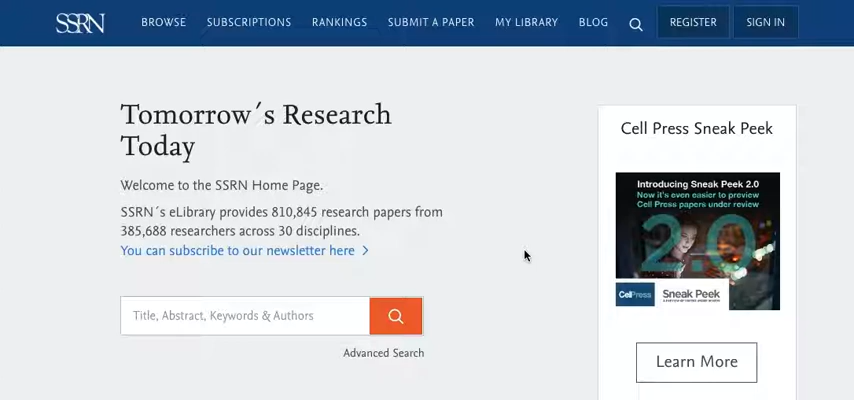 SSRN
BROWSE
SUBSCRIPTIONS
RANKINGS
SUBMIT A PAPER
MY LIBRARY
BLOG
REGISTER
SIGN IN
Tomorrow´s Research
Today
Welcome to the SSRN Home Page.
SSRN´s eLibrary provides 810,845 research papers from
385,688 researchers across 30 disciplines.
You can subscribe to our newsletter here
Title, Abstract, Keywords & Authors
Advanced Search
Cell Press Sneak Peek
Introducing Sneak Peek 2.0
Now it's even easier to preview
Cell Press papers under review
2.0
CellPress
Sneak Peek
Learn More